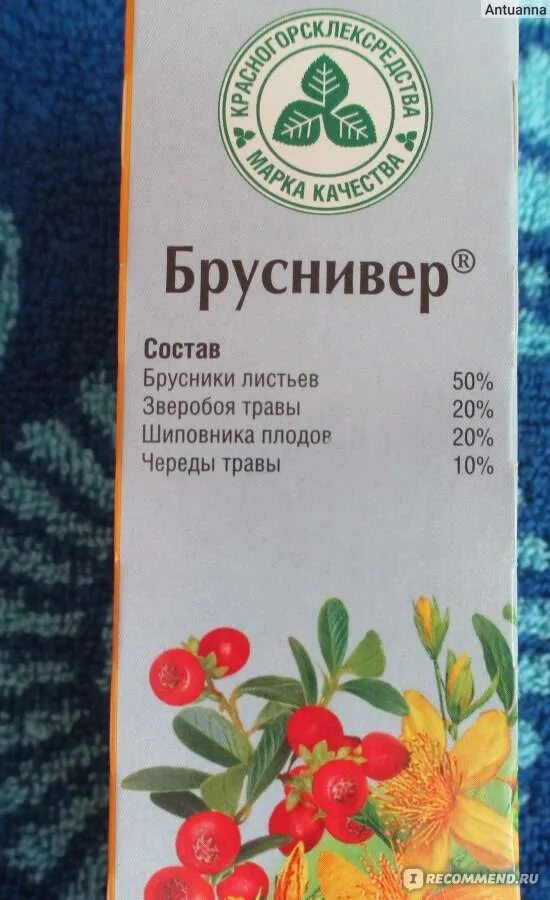 Antuanna
КРАСНОГОРСКЛЕКСРЕДСТВА
МАРКА КАЧЕСТВА
Бруснивер®
Состав
Брусники листьев 50%
Зверобоя травы 20%
Шиповника плодов 20%
Череды травы 10%
I RECOMMEND.RU